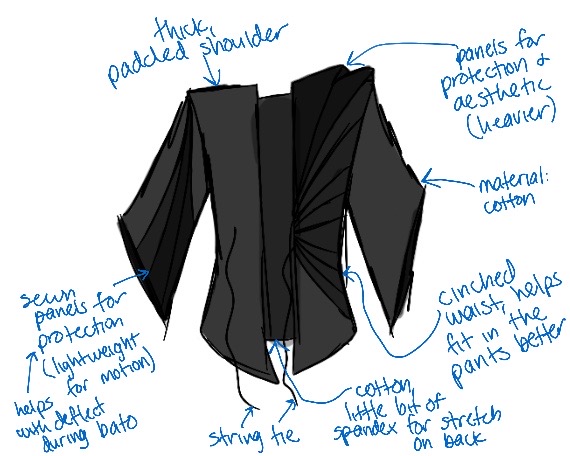 thick,
padded shoulder
panels for
protection &
aesthetic
(heavier)
material:
cotton
sewn
panels for
protection
(lightweight
for motion)
helps
with deflect
during bato
cinched
waist, helps
fit in the
pants better
cotton,
little bit of
spandex for stretch
on back
string tie